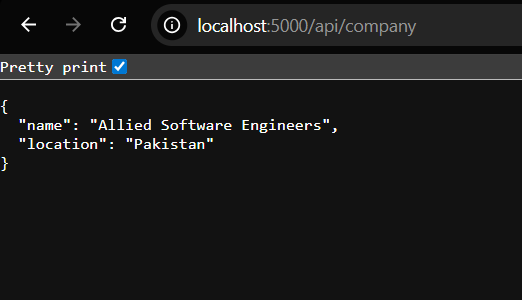 localhost:5000/api/company
Pretty print
{
"name": "Allied Software Engineers",
"location": "Pakistan"
}